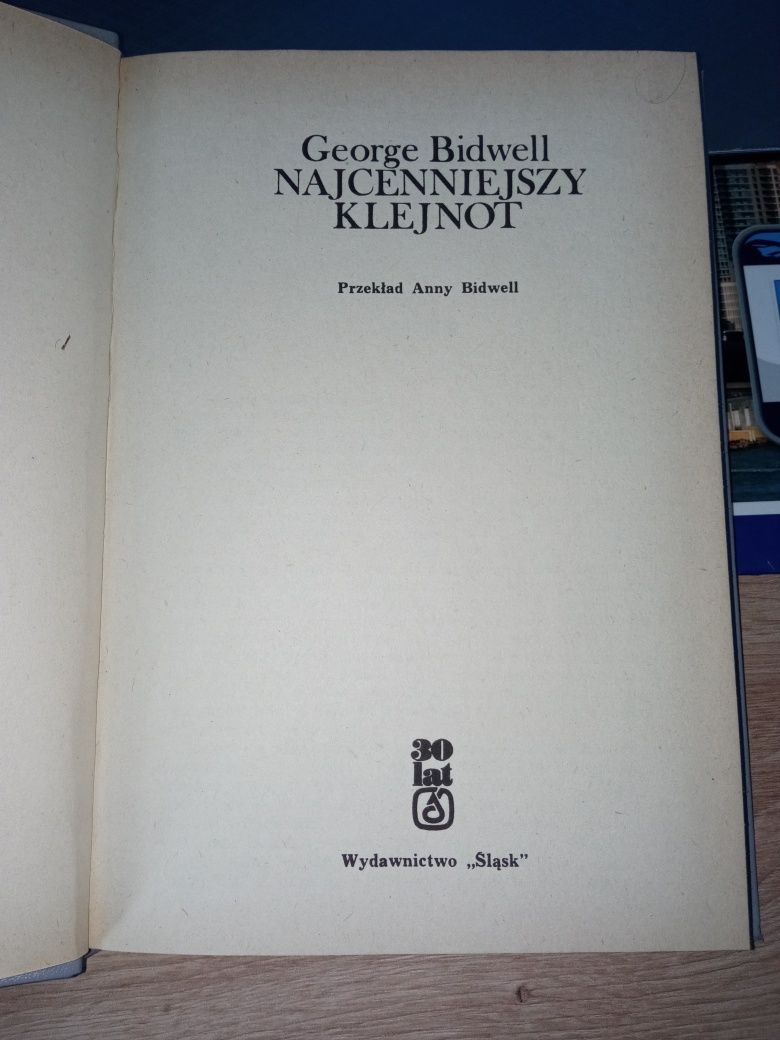 George Bidwell
NAJCENNIEJSZY
KLEJNOT
Przekład Anny Bidwell
30
lat
Wydawnictwo „Śląsk”